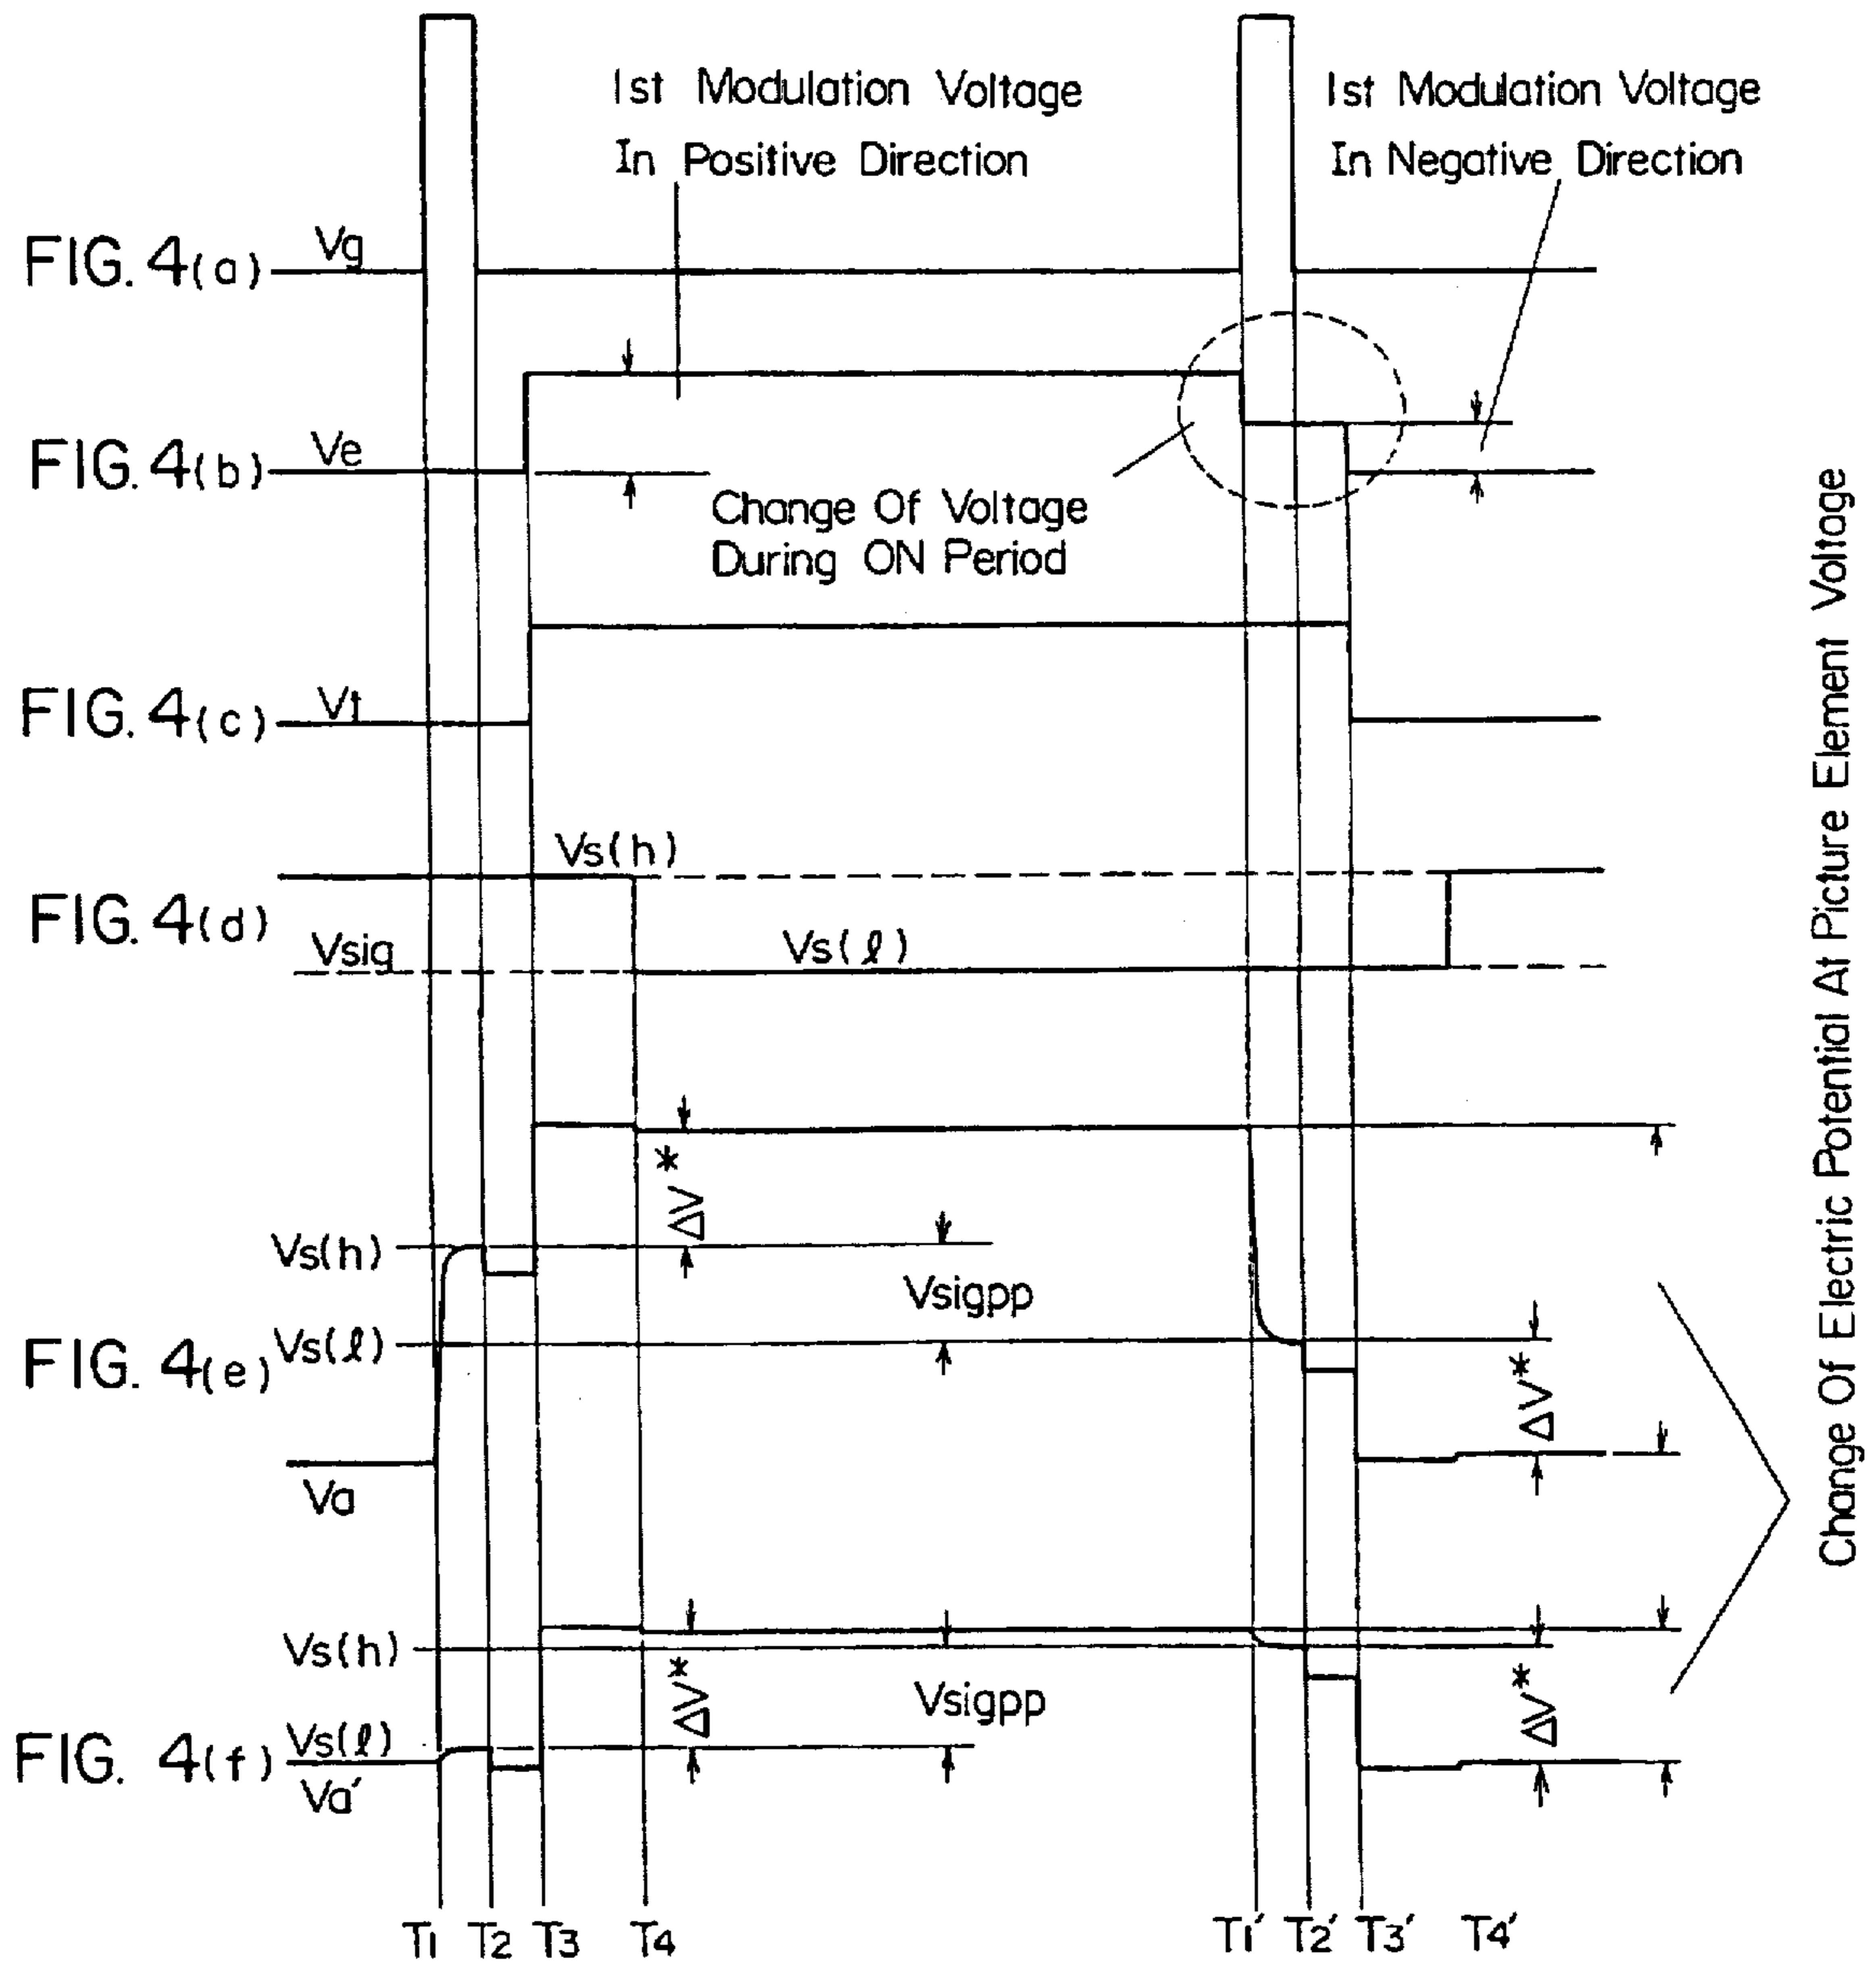 1st Modulation Voltage
In Positive Direction
1st Modulation Voltage
In Negative Direction
FIG. 4(a)
Vg
FIG. 4(b)
Ve
Change Of Voltage
During ON Period
FIG. 4(c)
Vt
FIG. 4(d)
Vs(h)
Vsig
Vs(ℓ)
FIG. 4(e)
ΔV*
Vs(h)
Vsigpp
Vs(ℓ)
ΔV*
Va
FIG. 4(f)
Vs(h)
ΔV*
Vsigpp
ΔV*
Vs(ℓ)
Va′
T1 T2 T3 T4 T1′ T2′ T3′ T4′
Change Of Electric Potential At Picture Element Voltage